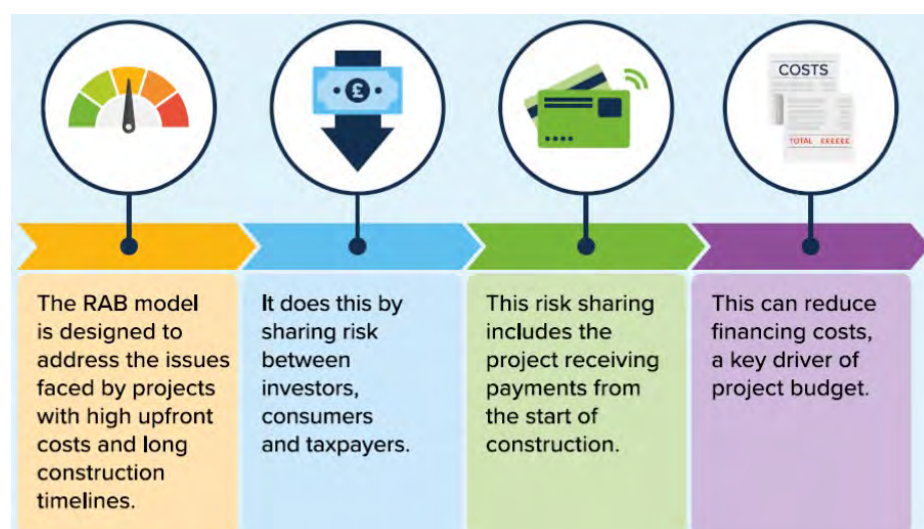 £
COSTS
TOTAL ££££££
The RAB model
is designed to
address the issues
faced by projects
with high upfront
costs and long
construction
timelines.
It does this by
sharing risk
between
investors,
consumers
and taxpayers.
This risk sharing
includes the
project receiving
payments from
the start of
construction.
This can reduce
financing costs,
a key driver of
project budget.